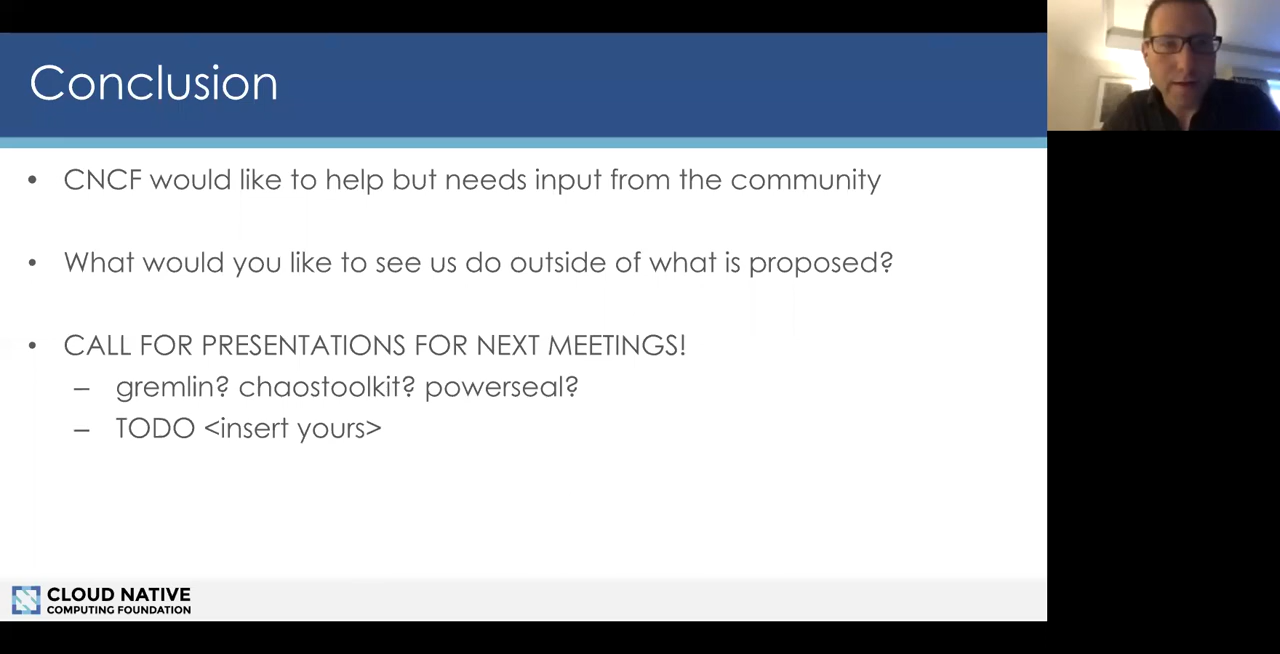 Conclusion
• CNCF would like to help but needs input from the community
• What would you like to see us do outside of what is proposed?
• CALL FOR PRESENTATIONS FOR NEXT MEETINGS!
– gremlin? chaostoolkit? powerseal?
– TODO <insert yours>
CLOUD NATIVE
COMPUTING FOUNDATION